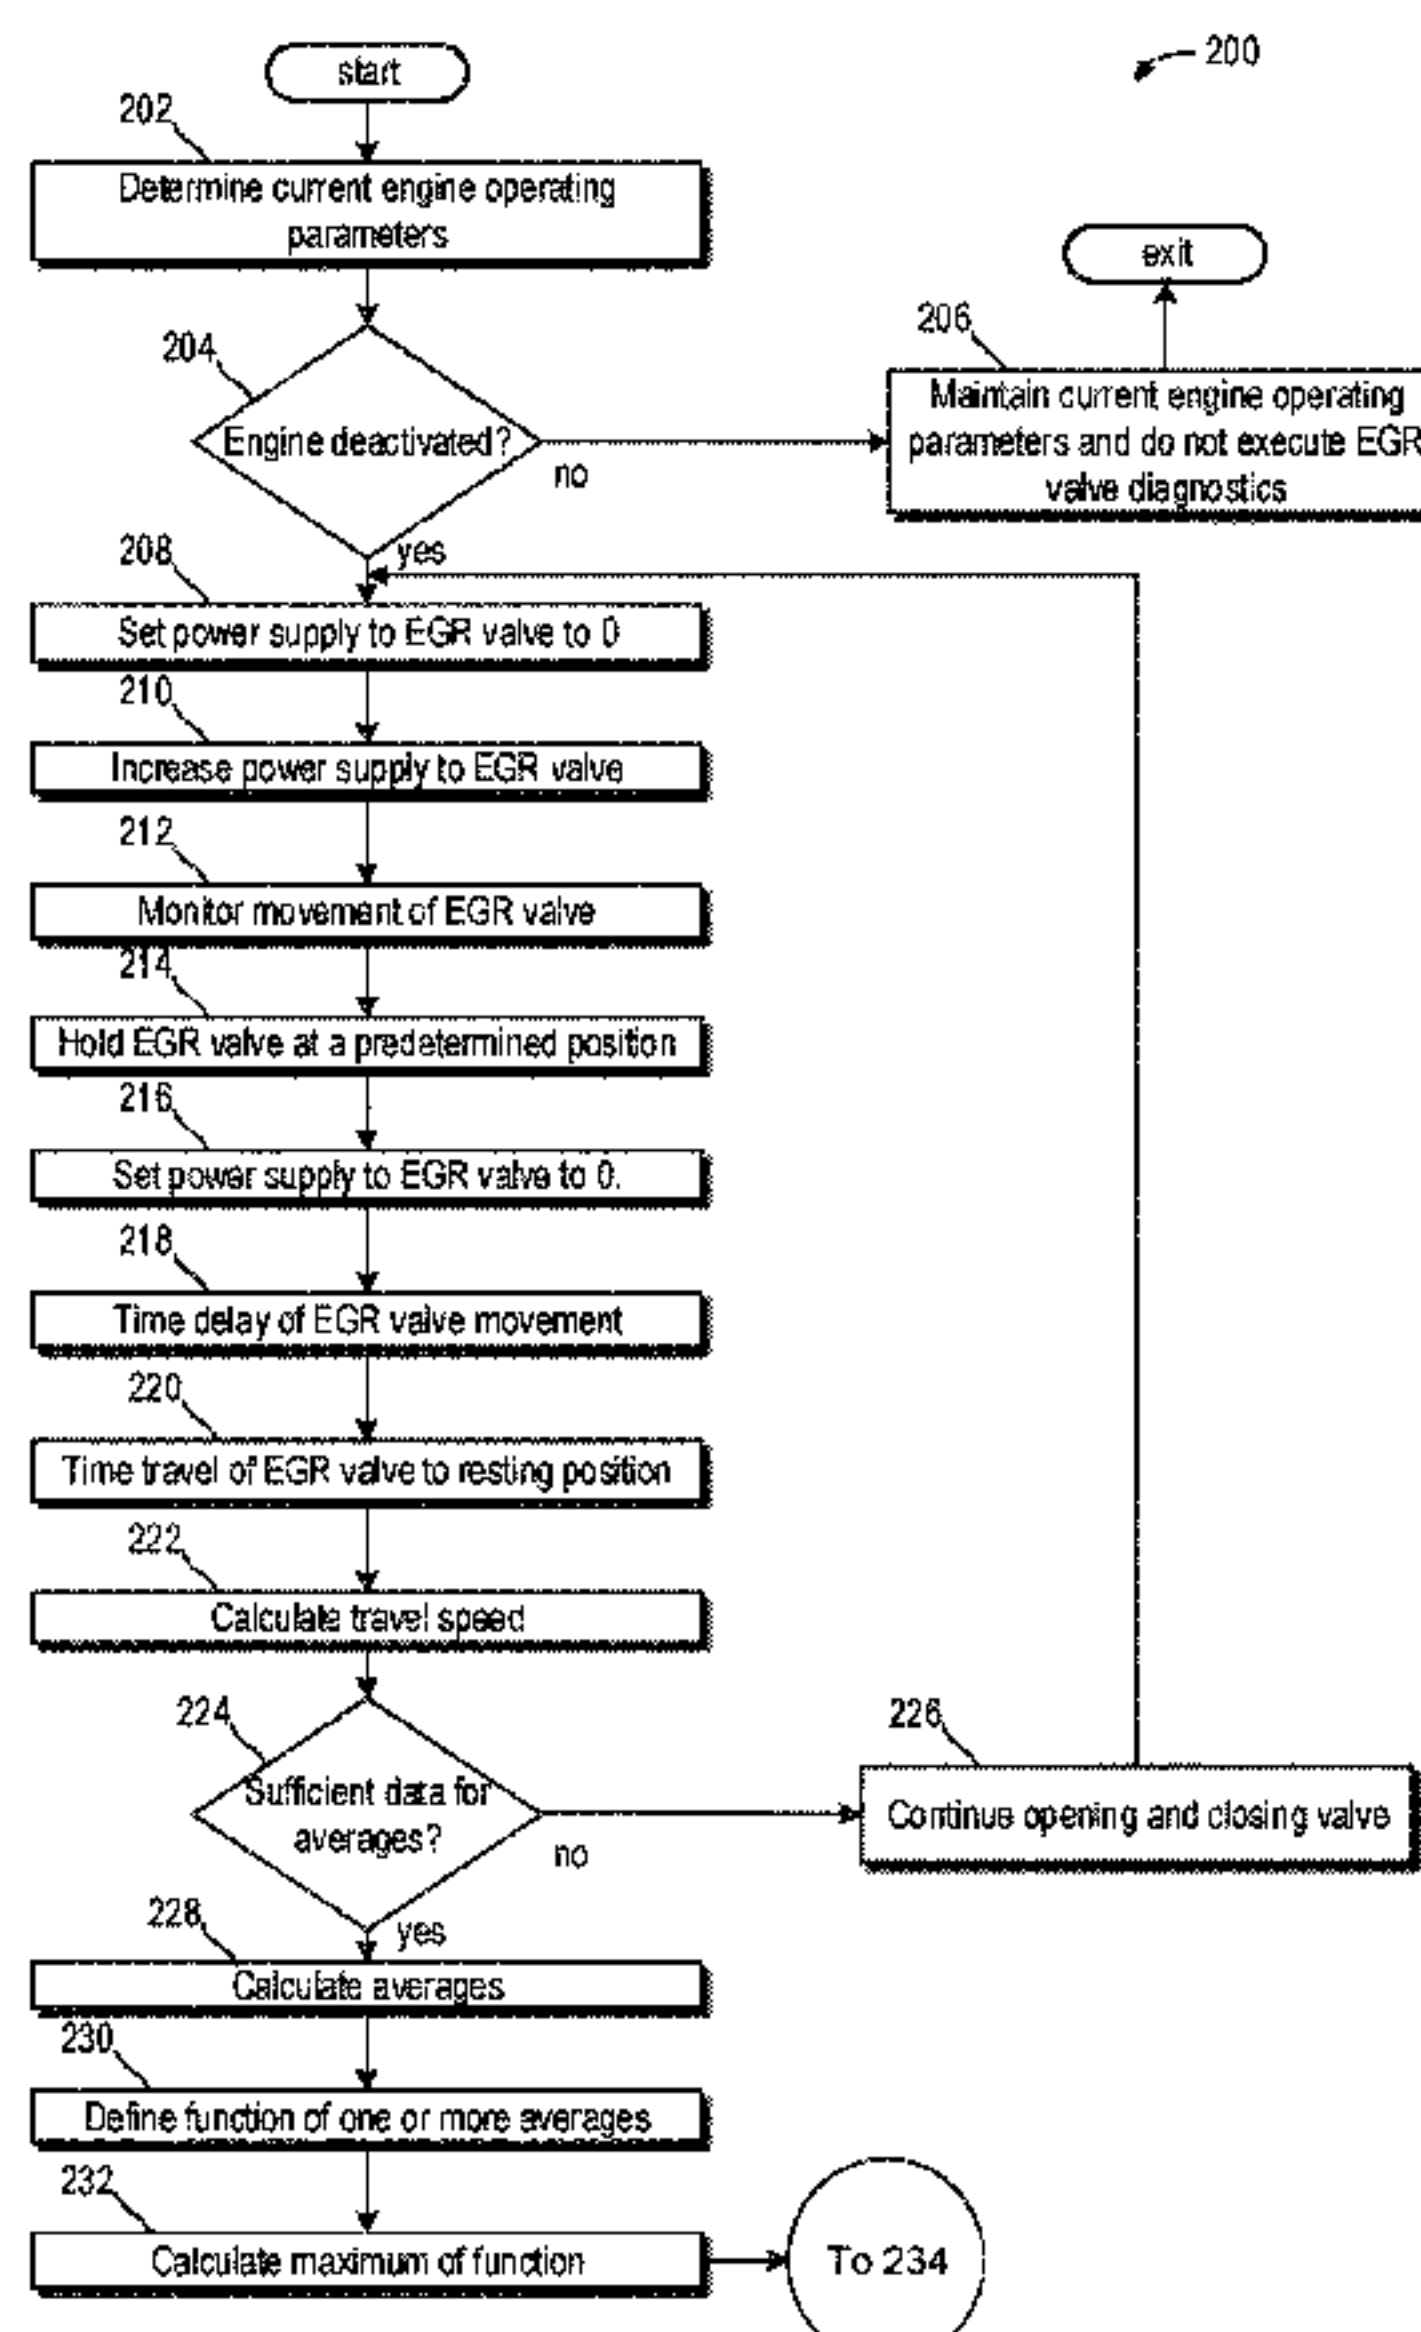 start
200
202
Determine current engine operating
parameters
exit
204
206
Engine deactivated?
no
Maintain current engine operating
parameters and do not execute EGR
valve diagnostics
yes
208
Set power supply to EGR valve to 0
210
Increase power supply to EGR valve
212
Monitor movement of EGR valve
214
Hold EGR valve at a predetermined position
216
Set power supply to EGR valve to 0.
218
Time delay of EGR valve movement
220
Time travel of EGR valve to resting position
222
Calculate travel speed
224
226
Sufficient data for
averages?
no
Continue opening and closing valve
yes
228
Calculate averages
230
Define function of one or more averages
232
Calculate maximum of function
To 234